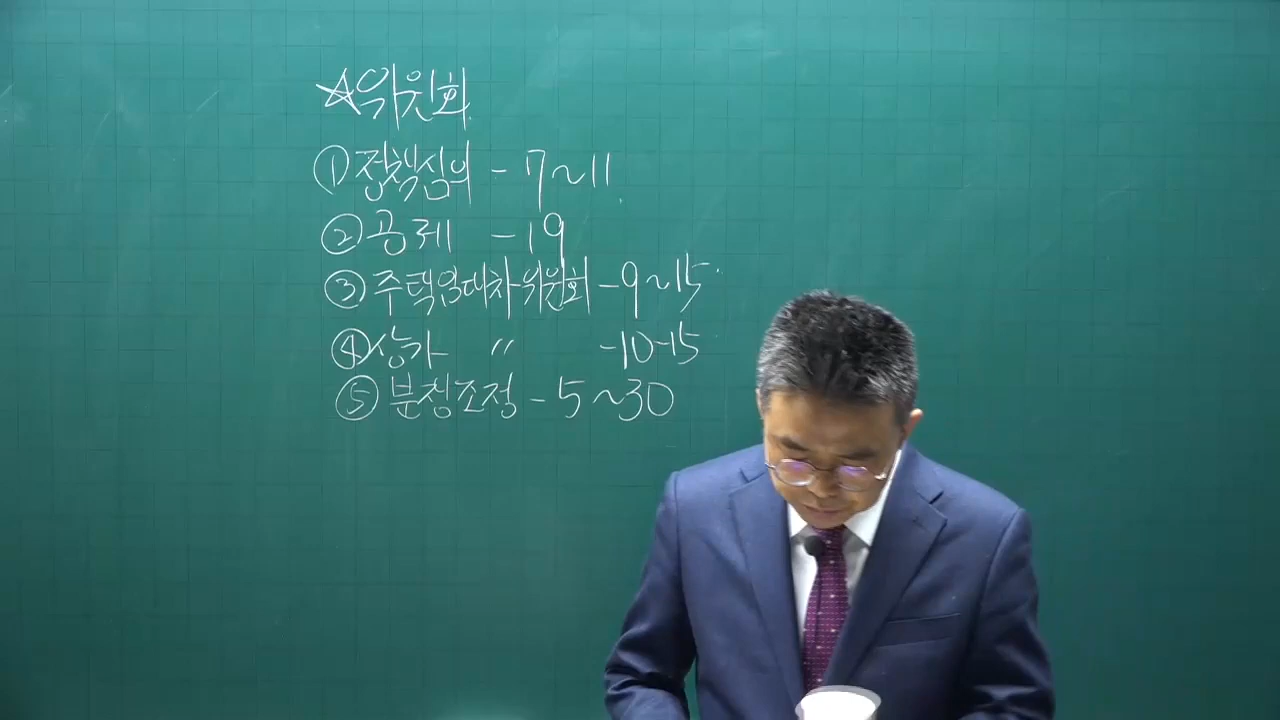 ☆위원회
① 정책심의 - 7~11
② 공제 - 19
③ 주택임대차위원회 - 9~15
④ 상가 〃 - 10-15
⑤ 분쟁조정 - 5~30